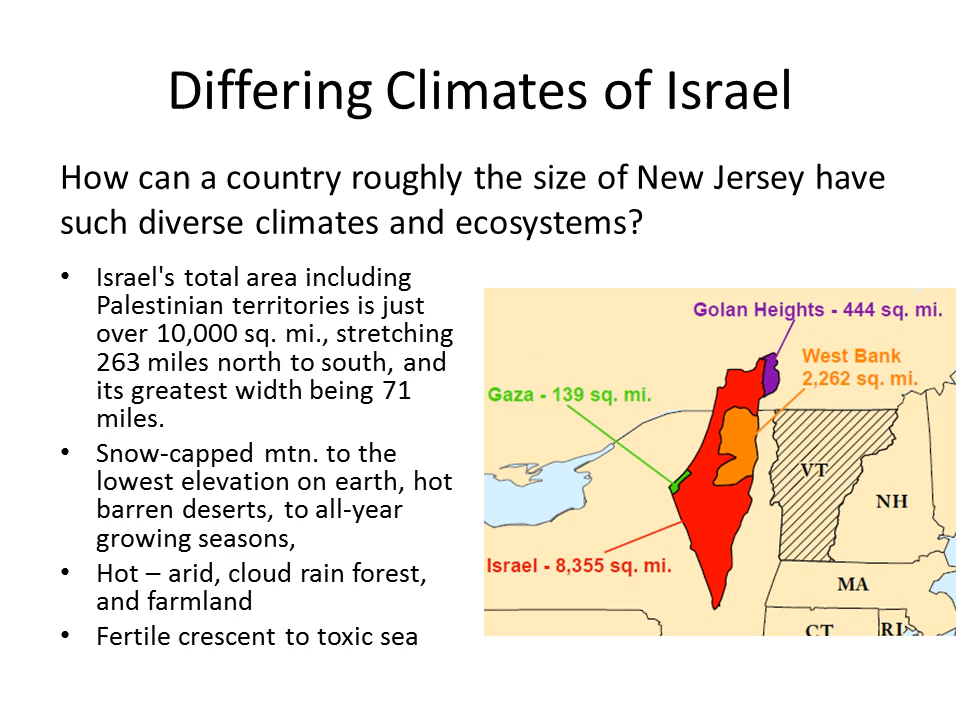 Differing Climates of Israel
How can a country roughly the size of New Jersey have
such diverse climates and ecosystems?
• Israel's total area including
Palestinian territories is just
over 10,000 sq. mi., stretching
263 miles north to south, and
its greatest width being 71
miles.
• Snow-capped mtn. to the
lowest elevation on earth, hot
barren deserts, to all-year
growing seasons,
• Hot – arid, cloud rain forest,
and farmland
• Fertile crescent to toxic sea
Golan Heights - 444 sq. mi.
West Bank
2,262 sq. mi.
Gaza - 139 sq. mi.
VT
NH
Israel - 8,355 sq. mi.
MA
CT
RI